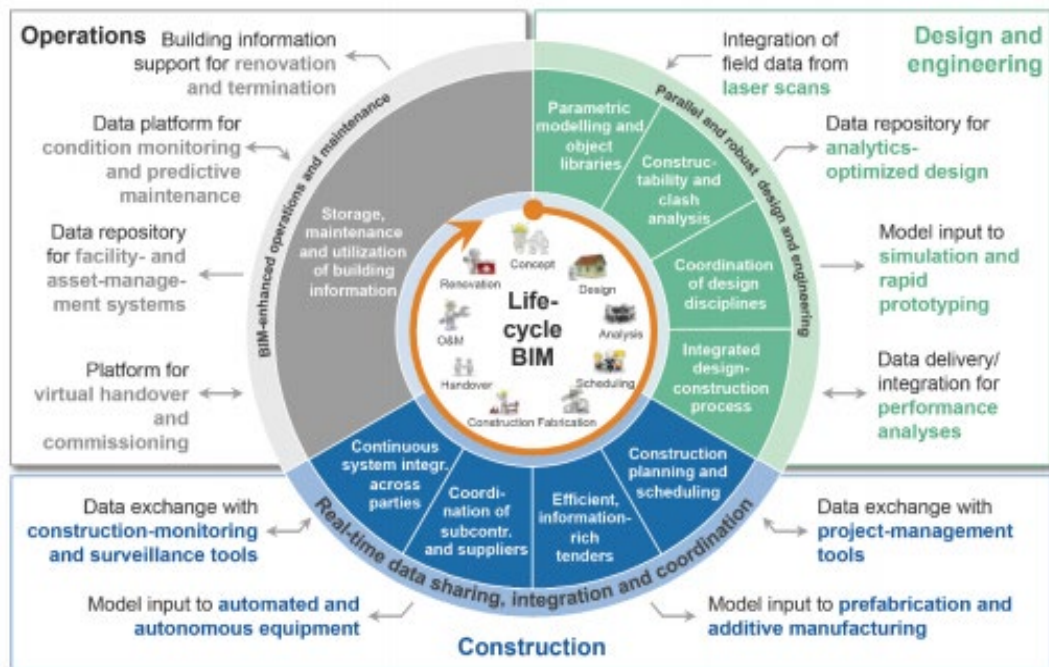 Operations
Building information
support for renovation
and termination
Data platform for
condition monitoring
and predictive
maintenance
Data repository
for facility- and
asset-manage-
ment systems
Platform for
virtual handover
and
commissioning
BIM-enhanced operations and maintenance
Storage,
maintenance
and utilization
of building
information
Design and
engineering
Integration of
field data from
laser scans
Data repository for
analytics-
optimized design
Model input to
simulation and
rapid
prototyping
Data delivery/
integration for
performance
analyses
Parallel and robust design and engineering
Parametric
modelling and
object
libraries
Construc-
tability and
clash
analysis
Coordination
of design
disciplines
Integrated
design-
construction
process
Life-
cycle
BIM
Concept
Design
Analysis
Scheduling
Fabrication
Construction
Handover
O&M
Renovation
Construction
planning and
scheduling
Efficient,
information-
rich
tenders
Coordi-
nation of
subcontr.
and suppliers
Continuous
system integr.
across
parties
Real-time data sharing, integration and coordination
Data exchange with
construction-monitoring
and surveillance tools
Model input to automated and
autonomous equipment
Data exchange with
project-management
tools
Model input to prefabrication and
additive manufacturing
Construction